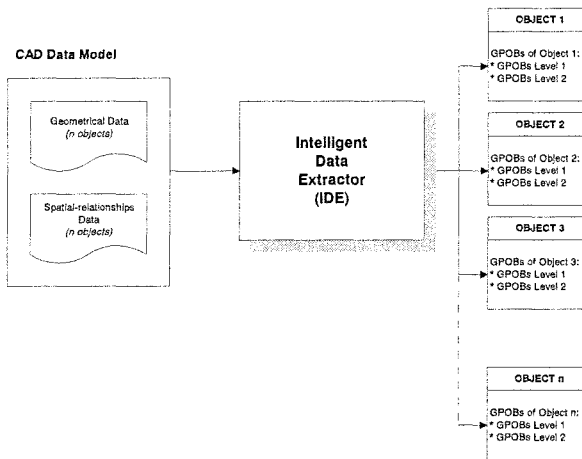 CAD Data Model
Geometrical Data
(n objects)
Spatial-relationships
Data
(n objects)
Intelligent
Data
Extractor
(IDE)
OBJECT 1
GPOBs of Object 1:
* GPOBs Level 1
* GPOBs Level 2
OBJECT 2
GPOBs of Object 2:
* GPOBs Level 1
* GPOBs Level 2
OBJECT 3
GPOBs of Object 3:
* GPOBs Level 1
* GPOBs Level 2
OBJECT n
GPOBs of Object n:
* GPOBs Level 1
* GPOBs Level 2